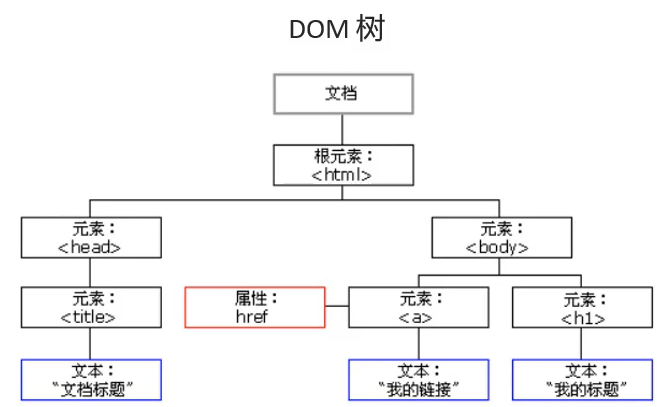 DOM 树
文档
根元素：
<html>
元素：
<head>
元素：
<body>
元素：
<title>
属性：
href
元素：
<a>
元素：
<h1>
文本：
“文档标题”
文本：
“我的链接”
文本：
“我的标题”